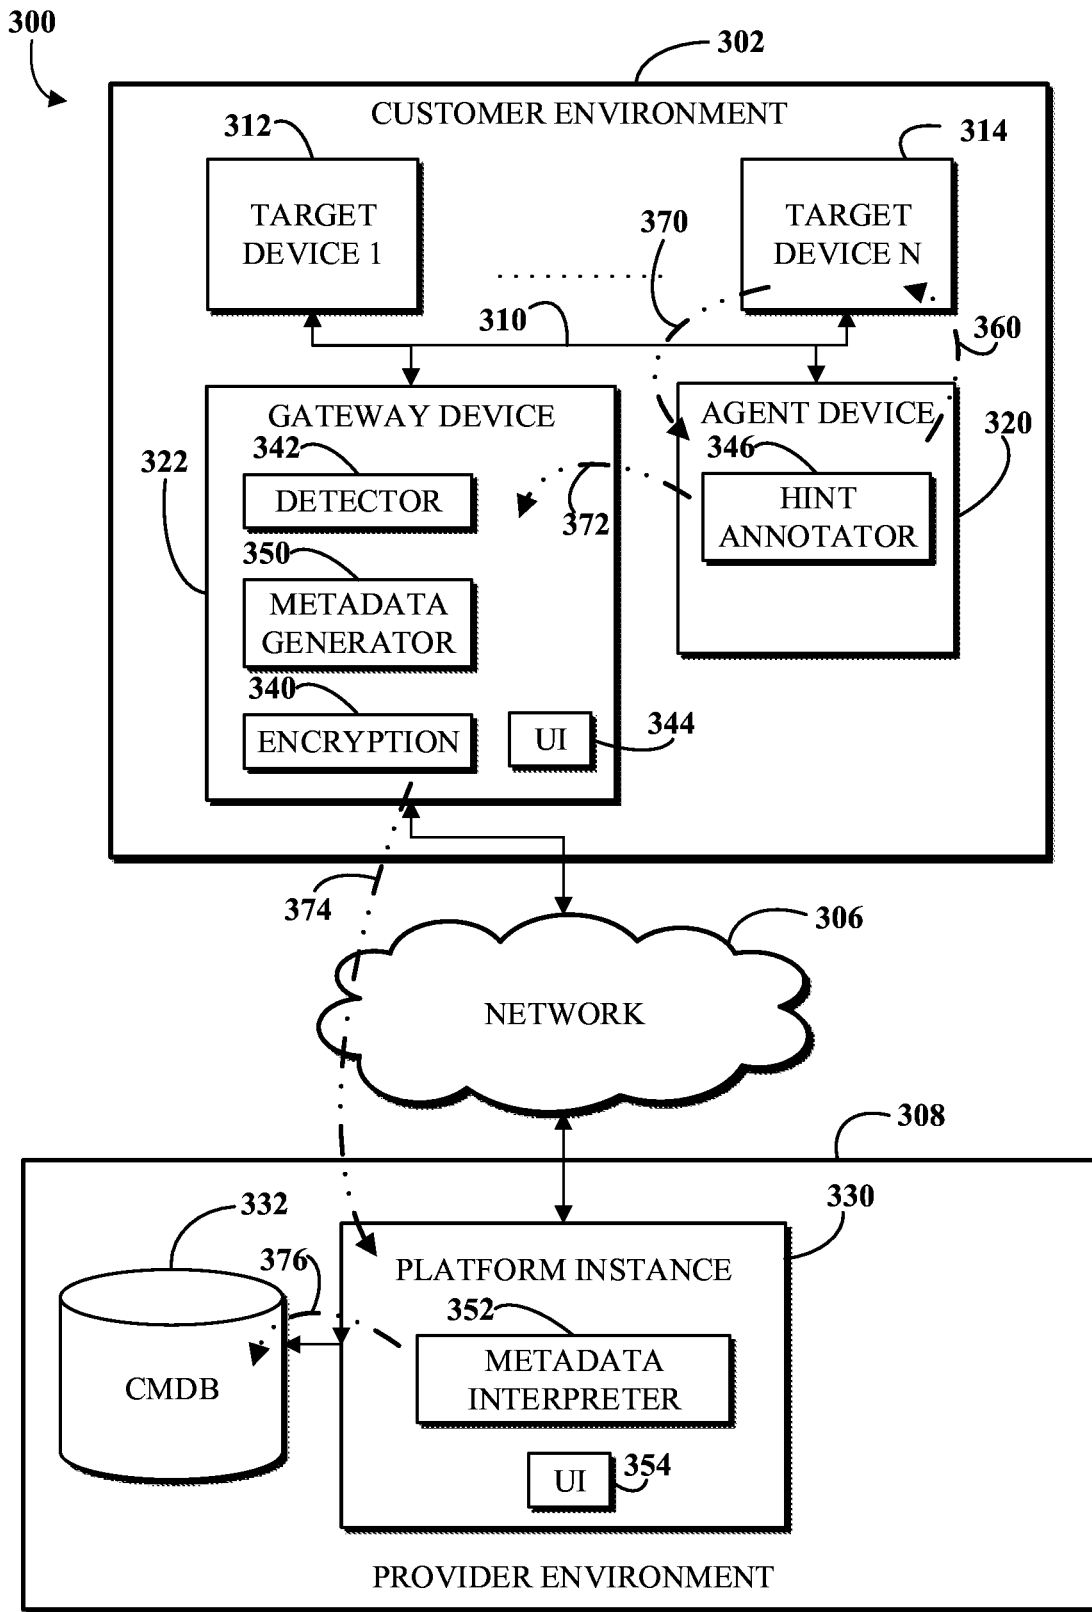 300
302
CUSTOMER ENVIRONMENT
312
314
TARGET
DEVICE 1
TARGET
DEVICE N
370
310
360
GATEWAY DEVICE
AGENT DEVICE
342
346
320
322
DETECTOR
HINT
ANNOTATOR
372
350
METADATA
GENERATOR
340
ENCRYPTION
UI
344
374
306
NETWORK
308
332
330
376
PLATFORM INSTANCE
352
CMDB
METADATA
INTERPRETER
UI
354
PROVIDER ENVIRONMENT